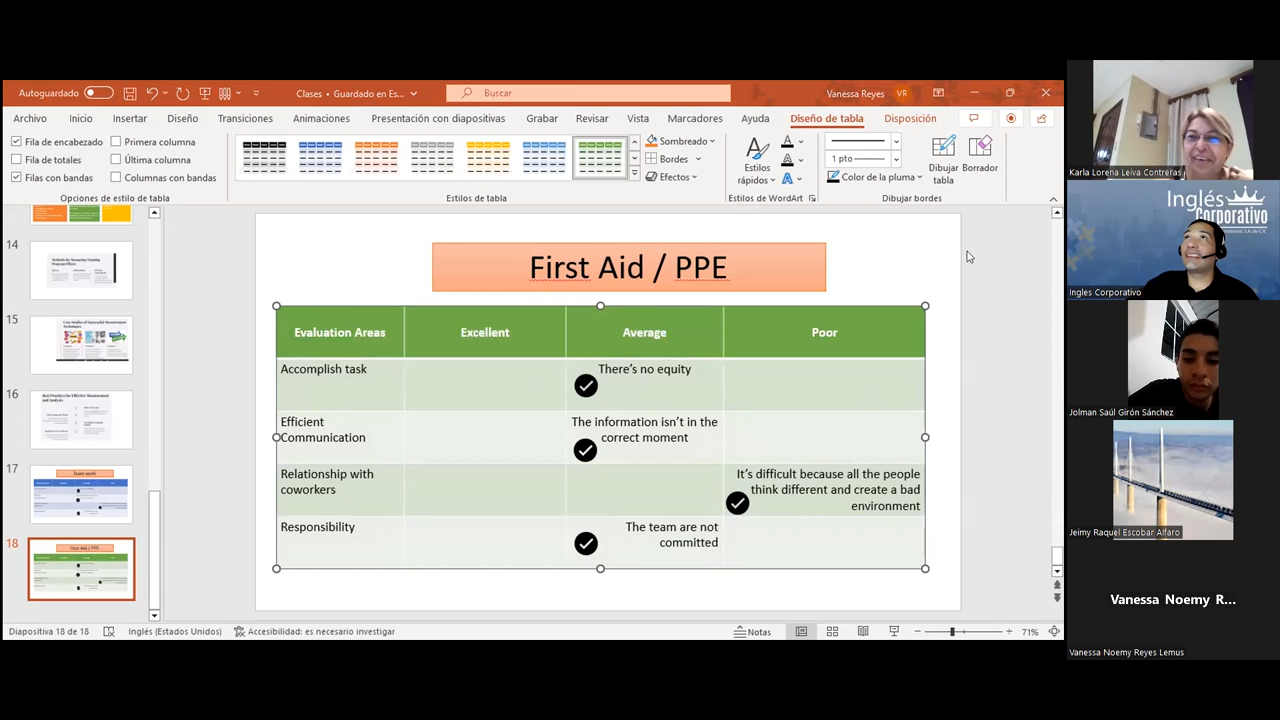 Autoguardado
Clases • Guardado en Es...
Buscar
Vanessa Reyes
VR
Archivo
Inicio
Insertar
Diseño
Transiciones
Animaciones
Presentación con diapositivas
Grabar
Revisar
Vista
Marcadores
Ayuda
Diseño de tabla
Disposición
Fila de encabezado
Primera columna
Fila de totales
Última columna
Filas con bandas
Columnas con bandas
Opciones de estilo de tabla
Estilos de tabla
Sombreado
Bordes
Efectos
Estilos rápidos
Estilos de WordArt
1 pto
Color de la pluma
Dibujar tabla
Borrador
Dibujar bordes
14
15
16
17
18
First Aid / PPE
Evaluation Areas
Excellent
Average
Poor
Accomplish task
There's no equity
Efficient
Communication
The information isn't in the
correct moment
Relationship with
coworkers
It's difficult because all the people
think different and create a bad
environment
Responsibility
The team are not
committed
Diapositiva 18 de 18
Inglés (Estados Unidos)
Accesibilidad: es necesario investigar
Notas
71%
Karla Lorena Leiva Contreras
Inglés
Corporativo
Ingles Corporativo
Jolman Saúl Girón Sánchez
Jeimy Raquel Escobar Alfaro
Vanessa Noemy R...
Vanessa Noemy Reyes Lemus